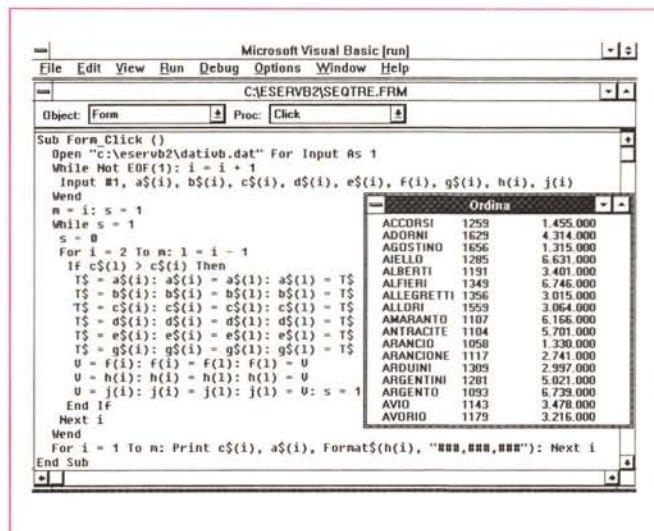 Microsoft Visual Basic [run]
File Edit View Run Debug Options Window Help
C:\ESERVB2\SEQTRE.FRM
Object: Form Proc: Click
Sub Form_Click ()
Open "c:\eservb2\dativb.dat" For Input As 1
While Not EOF(1): i = i + 1
Input #1, a$(i), b$(i), c$(i), d$(i), e$(i), f(i), g$(i), h(i), j(i)
Wend
m = i: s = 1
While s = 1
s = 0
For i = 2 To m: l = i - 1
If c$(l) > c$(i) Then
T$ = a$(i): a$(i) = a$(l): a$(l) = T$
T$ = b$(i): b$(i) = b$(l): b$(l) = T$
T$ = c$(i): c$(i) = c$(l): c$(l) = T$
T$ = d$(i): d$(i) = d$(l): d$(l) = T$
T$ = e$(i): e$(i) = e$(l): e$(l) = T$
T$ = g$(i): g$(i) = g$(l): g$(l) = T$
U = f(i): f(i) = f(l): f(l) = U
U = h(i): h(i) = h(l): h(l) = U
U = j(i): j(i) = j(l): j(l) = U: s = 1
End If
Next i
Wend
For i = 1 To m: Print c$(i), a$(i), Format$(h(i), "###,###,###"): Next i
End Sub
Ordina
ACCORSI 1259 1.455.000
ADORNI 1629 4.314.000
AGOSTINO 1656 1.315.000
AIELLO 1285 6.631.000
ALBERTI 1191 3.401.000
ALFIERI 1349 6.746.000
ALLEGRETTI 1356 3.015.000
ALLORI 1559 3.064.000
AMARANTO 1107 6.166.000
ANTRACITE 1104 5.701.000
ARANCIO 1058 1.330.000
ARANCIONE 1117 2.741.000
ARDUINI 1309 2.997.000
ARGENTINI 1281 5.021.000
ARGENTO 1093 6.739.000
AVIO 1143 3.478.000
AVORIO 1179 3.216.000